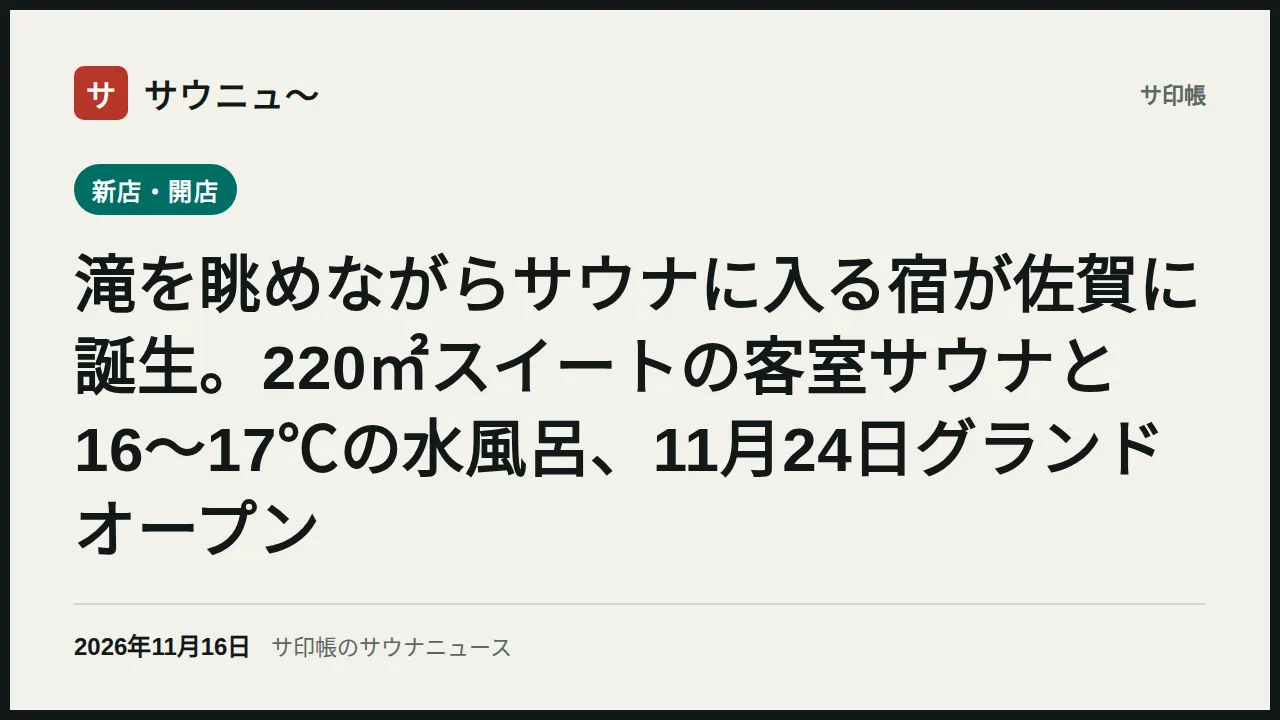 サ サウニュ〜
サ印帳
新店・開店
滝を眺めながらサウナに入る宿が佐賀に
誕生。220㎡スイートの客室サウナと
16〜17℃の水風呂、11月24日グランド
オープン
2026年11月16日 サ印帳のサウナニュース